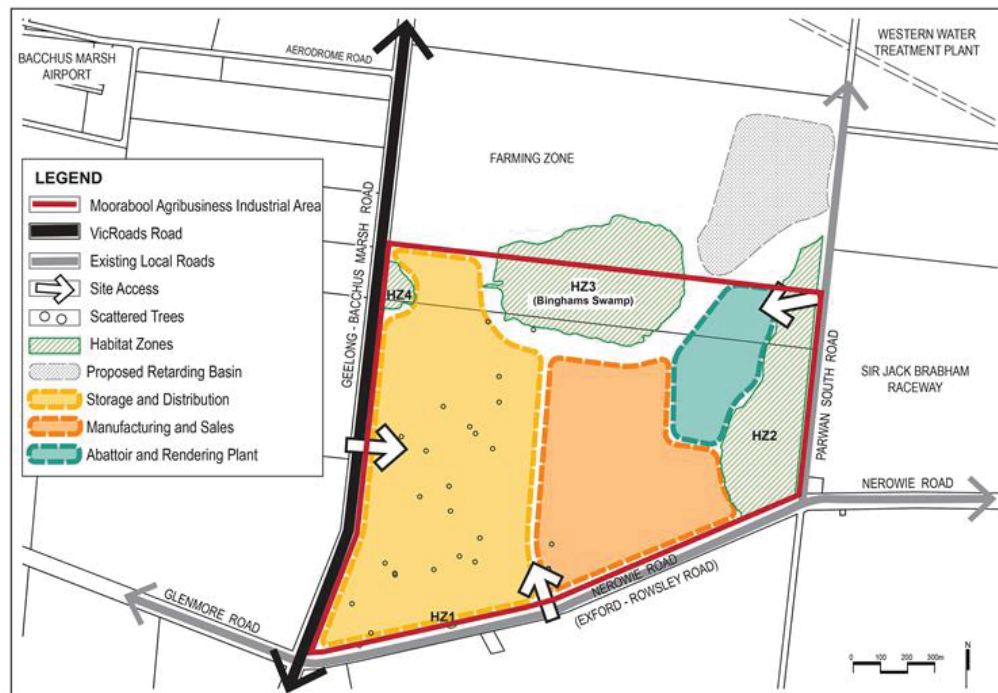 AERODROME ROAD
BACCHUS MARSH
AIRPORT
WESTERN WATER
TREATMENT PLANT
FARMING ZONE
LEGEND
Moorabool Agribusiness Industrial Area
VicRoads Road
Existing Local Roads
Site Access
Scattered Trees
Habitat Zones
Proposed Retarding Basin
Storage and Distribution
Manufacturing and Sales
Abattoir and Rendering Plant
GEELONG - BACCHUS MARSH ROAD
HZ4
HZ3
(Binghams Swamp)
HZ2
PARWAN SOUTH ROAD
SIR JACK BRABHAM
RACEWAY
NEROWIE ROAD
GLENMORE ROAD
HZ1
NEROWIE ROAD
(EXFORD - ROWSLEY ROAD)
0 100 200 300m
N